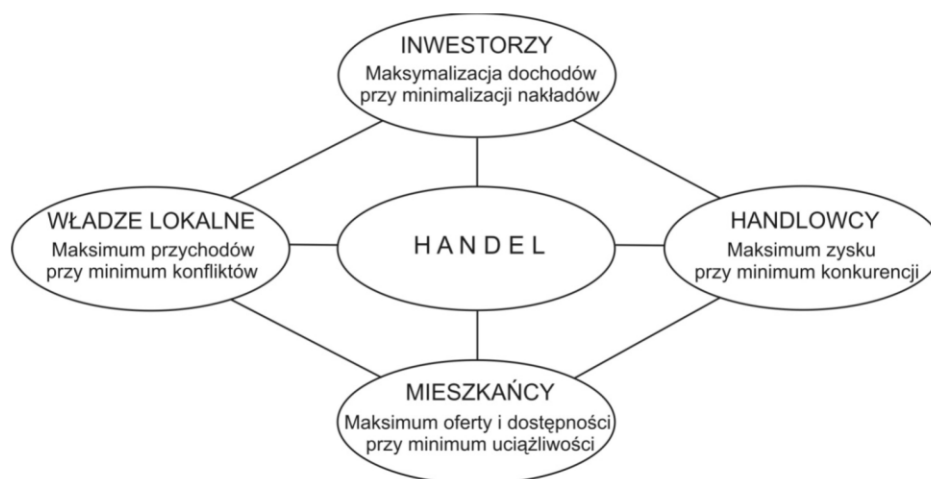 INWESTORZY
Maksymalizacja dochodów
przy minimalizacji nakładów
WŁADZE LOKALNE
Maksimum przychodów
przy minimum konfliktów
H A N D E L
HANDLOWCY
Maksimum zysku
przy minimum konkurencji
MIESZKAŃCY
Maksimum oferty i dostępności
przy minimum uciążliwości